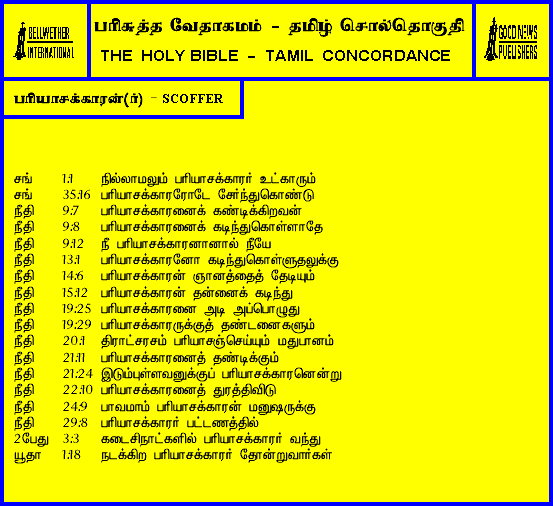 BELLWETHER
INTERNATIONAL
பரிசுத்த வேதாகமம் - தமிழ் சொல்தொகுதி
THE HOLY BIBLE - TAMIL CONCORDANCE
GOOD NEWS
PUBLISHERS
பரியாசக்காரன்(ர்) - SCOFFER
சங் 1:1 நில்லாமலும் பரியாசக்காரர் உட்காரும்
சங் 35:16 பரியாசக்காரரோடே சேர்ந்துகொண்டு
நீதி 9:7 பரியாசக்காரனைக் கண்டிக்கிறவன்
நீதி 9:8 பரியாசக்காரனைக் கடிந்துகொள்ளாதே
நீதி 9:12 நீ பரியாசக்காரனானால் நீயே
நீதி 13:1 பரியாசக்காரனோ கடிந்துகொள்ளுதலுக்கு
நீதி 14:6 பரியாசக்காரன் ஞானத்தைத் தேடியும்
நீதி 15:12 பரியாசக்காரன் தன்னைக் கடிந்து
நீதி 19:25 பரியாசக்காரனை அடி அப்பொழுது
நீதி 19:29 பரியாசக்காரருக்குத் தண்டனைகளும்
நீதி 20:1 திராட்சரசம் பரியாசஞ்செய்யும் மதுபானம்
நீதி 21:11 பரியாசக்காரனைத் தண்டிக்கும்
நீதி 21:24 இடும்புள்ளவனுக்குப் பரியாசக்காரனென்று
நீதி 22:10 பரியாசக்காரனைத் துரத்திவிடு
நீதி 24:9 பாவமாம் பரியாசக்காரன் மனுஷருக்கு
நீதி 29:8 பரியாசக்காரர் பட்டணத்தில்
2பேது 3:3 கடைசிநாட்களில் பரியாசக்காரர் வந்து
யூதா 1:18 நடக்கிற பரியாசக்காரர் தோன்றுவார்கள்